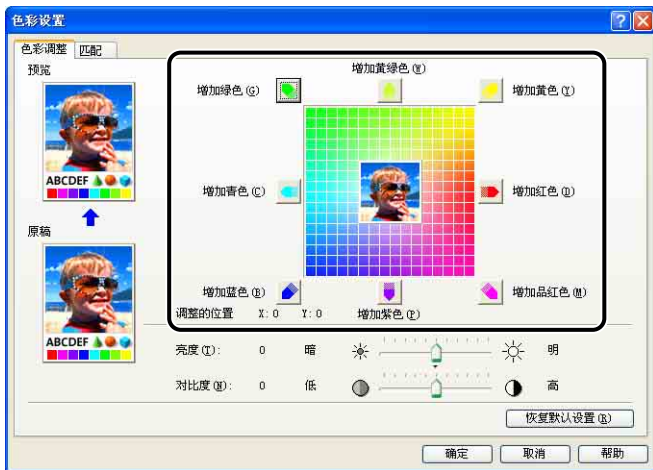 色彩设置
色彩调整 匹配
预览
ABCDEF
原稿
ABCDEF
增加黄绿色(W)
增加绿色(G) 增加黄色(Y)
增加青色(C) 增加红色(D)
增加蓝色(B) 增加品红色(M)
调整的位置 X: 0 Y: 0 增加紫色(P)
亮度(T): 0 暗 明
对比度(N): 0 低 高
恢复默认设置(R)
确定 取消 帮助